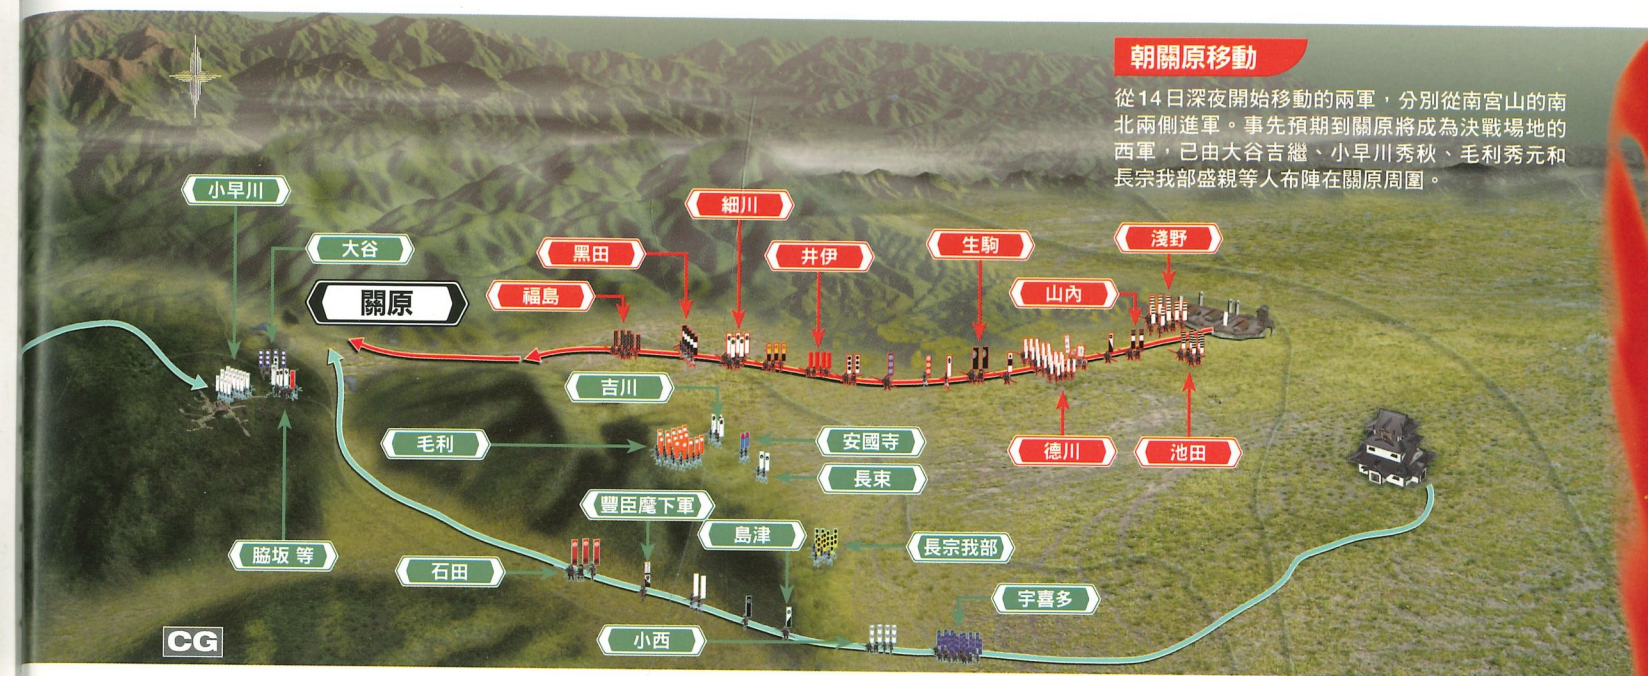 朝關原移動
從14日深夜開始移動的兩軍，分別從南宮山的南
北兩側進軍。事先預期到關原將成為決戰場地的
西軍，已由大谷吉繼、小早川秀秋、毛利秀元和
長宗我部盛親等人布陣在關原周圍。
小早川
大谷
關原
細川
黑田
福島
井伊
生駒
淺野
山內
吉川
毛利
安國寺
長束
德川
池田
豐臣麾下軍
島津
長宗我部
脇坂 等
石田
宇喜多
小西
CG